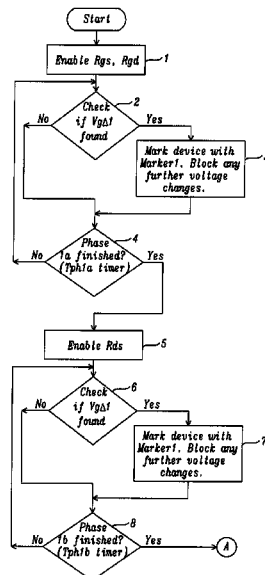 Start
Enable Rgs, Rgd
1
Check
if VgΔ1
found
2
No
Yes
Mark device with
Marker1. Block any
further voltage
changes.
Phase
1a finished?
(Tph1a timer)
4
No
Yes
Enable Rds
5
Check
if VgΔ1
found
6
No
Yes
Mark device with
Marker1. Block any
further voltage
changes.
7
Phase
1b finished?
(Tph1b timer)
8
No
Yes
A